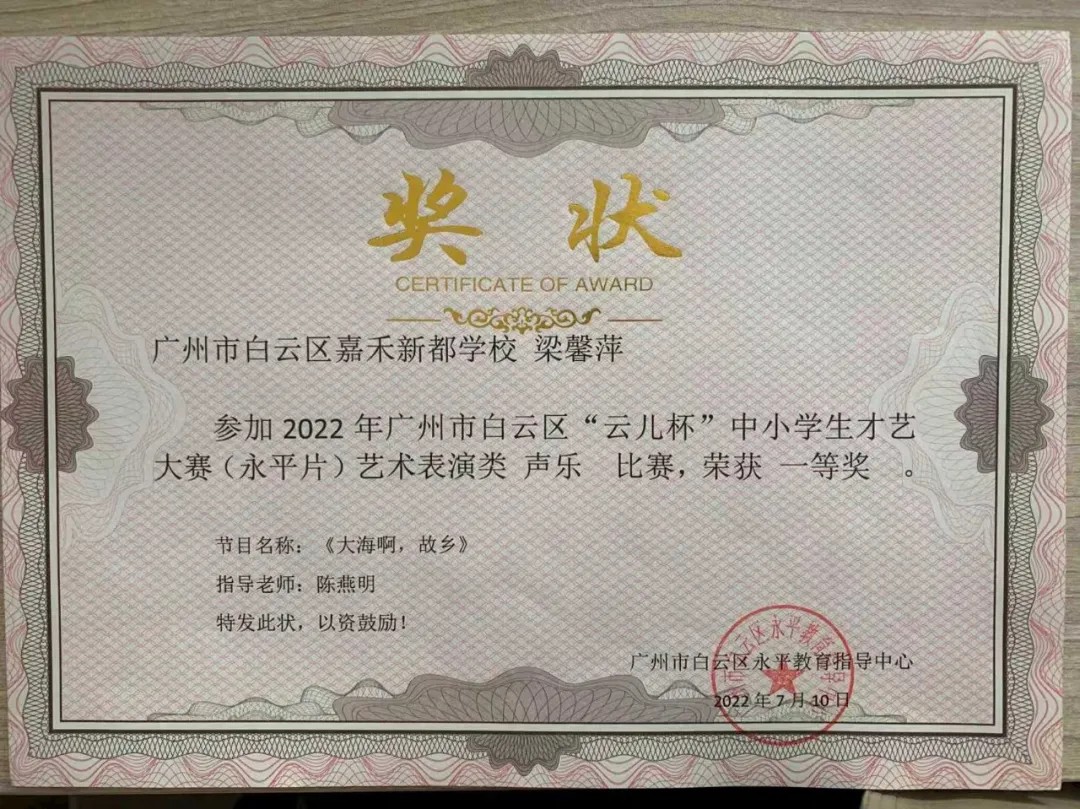 奖 状
CERTIFICATE OF AWARD
广州市白云区嘉禾新都学校 梁馨萍
参加 2022 年广州市白云区“云儿杯”中小学生才艺
大赛（永平片）艺术表演类 声乐 比赛，荣获 一等奖 。
节目名称：《大海啊，故乡》
指导老师：陈燕明
特发此状，以资鼓励！
广州市白云区永平教育指导中心
2022 年 7 月 10 日